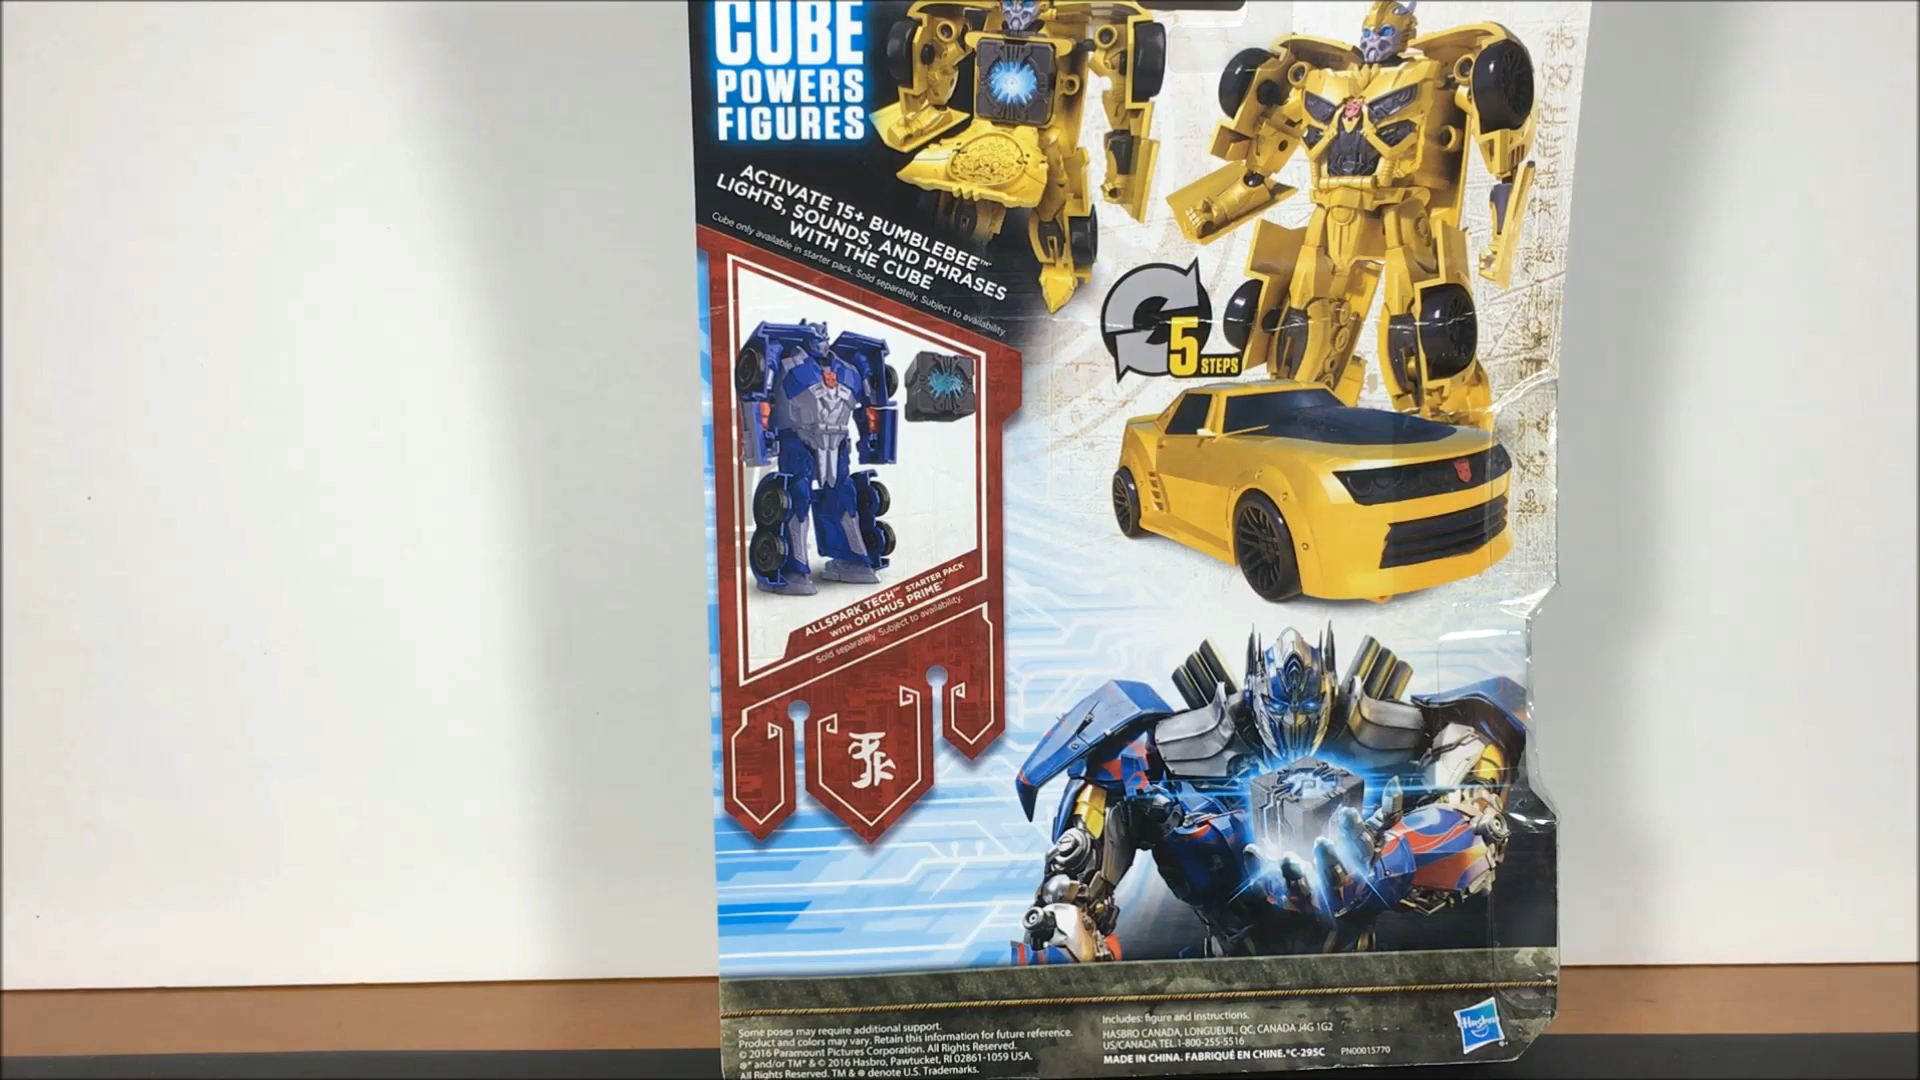 CUBE
POWERS
FIGURES
ACTIVATE 15+ BUMBLEBEE™
LIGHTS, SOUNDS, AND PHRASES
WITH THE CUBE
Cube only available in starter pack. Sold separately. Subject to availability.
5 STEPS
ALLSPARK TECH™ STARTER PACK
WITH OPTIMUS PRIME™
Sold separately. Subject to availability.
Some poses may require additional support.
Product and colors may vary. Retain this information for future reference.
© 2016 Paramount Pictures Corporation. All Rights Reserved.
®* and/or TM* & © 2016 Hasbro, Pawtucket, RI 02861-1059 USA.
All Rights Reserved. TM & ® denote U.S. Trademarks.
Includes: figure and instructions.
HASBRO CANADA, LONGUEUIL, QC, CANADA J4G 1G2
US/CANADA TEL.1-800-255-5516
MADE IN CHINA. FABRIQUÉ EN CHINE.*C-295C PN00015770
Hasbro